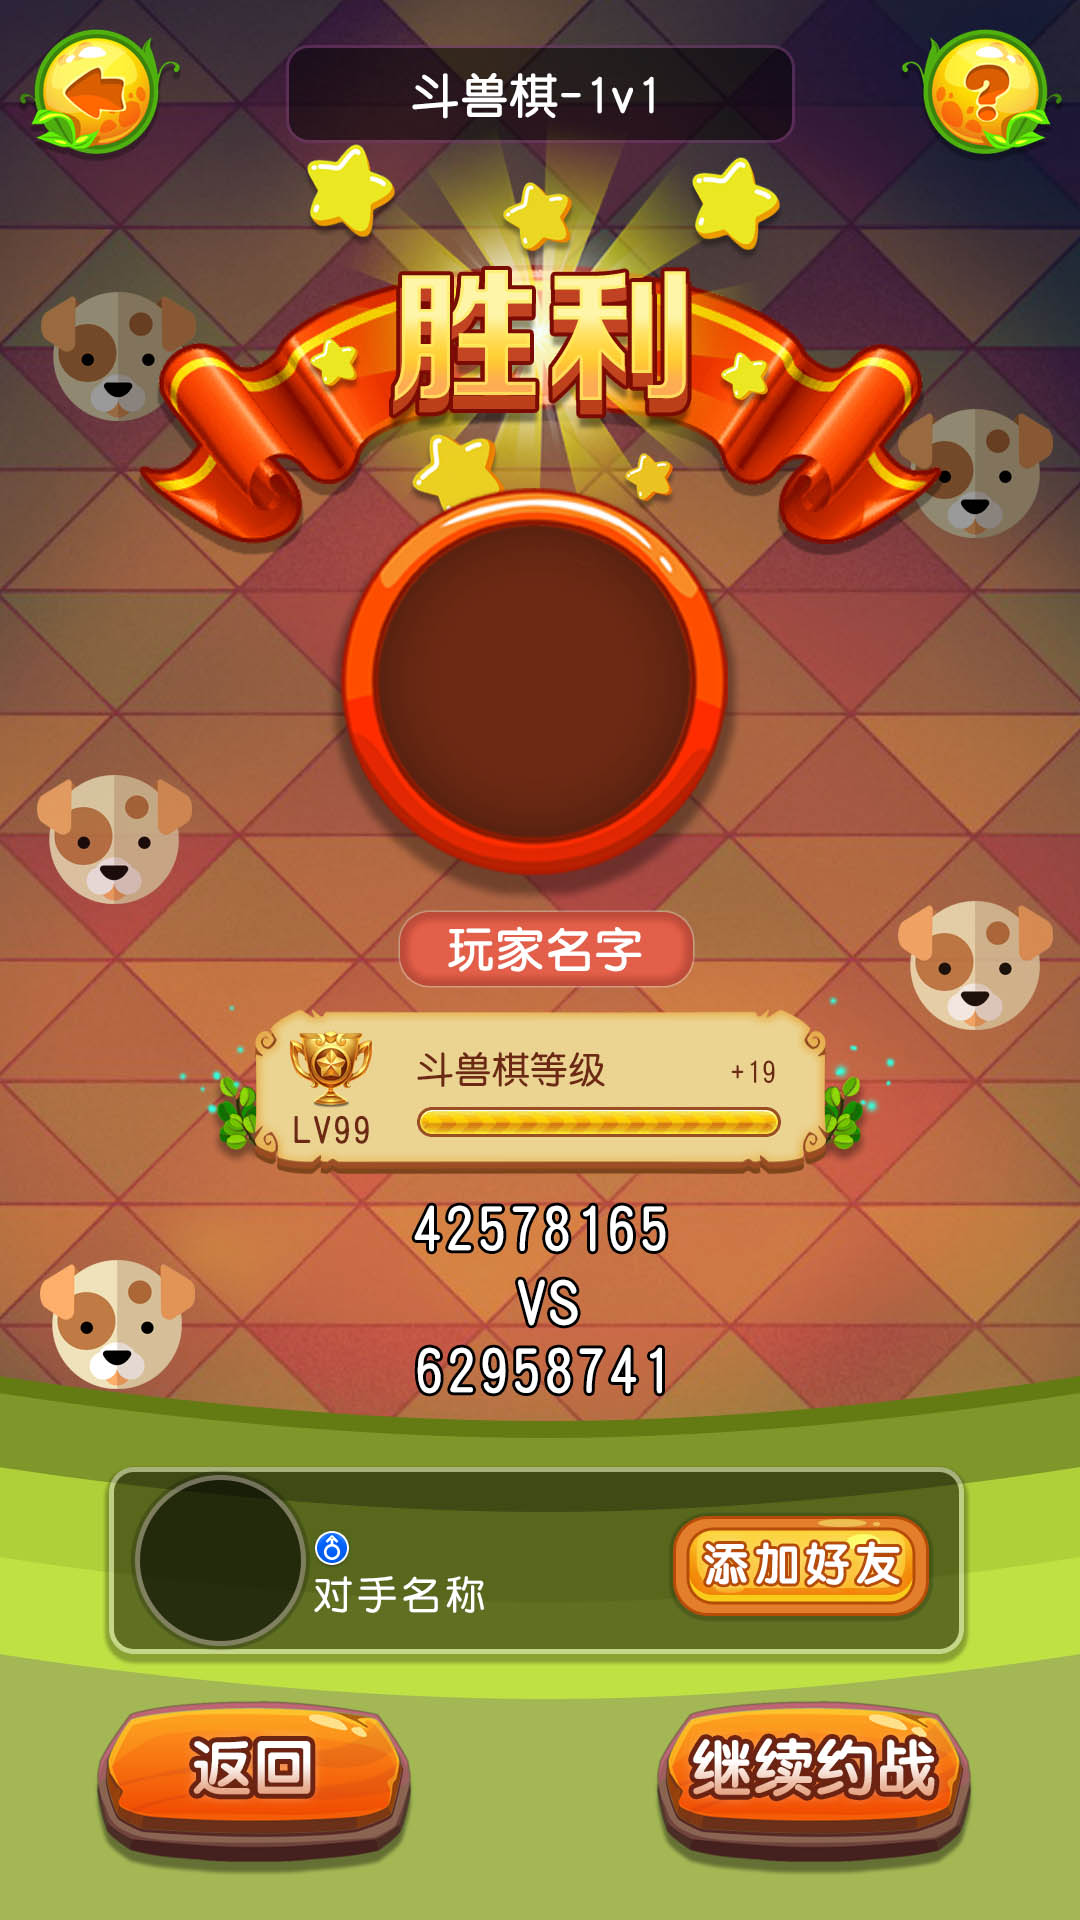 斗兽棋-1v1
胜利
玩家名字
斗兽棋等级 +19
LV99
42578165
VS
62958741
对手名称
添加好友
返回
继续约战